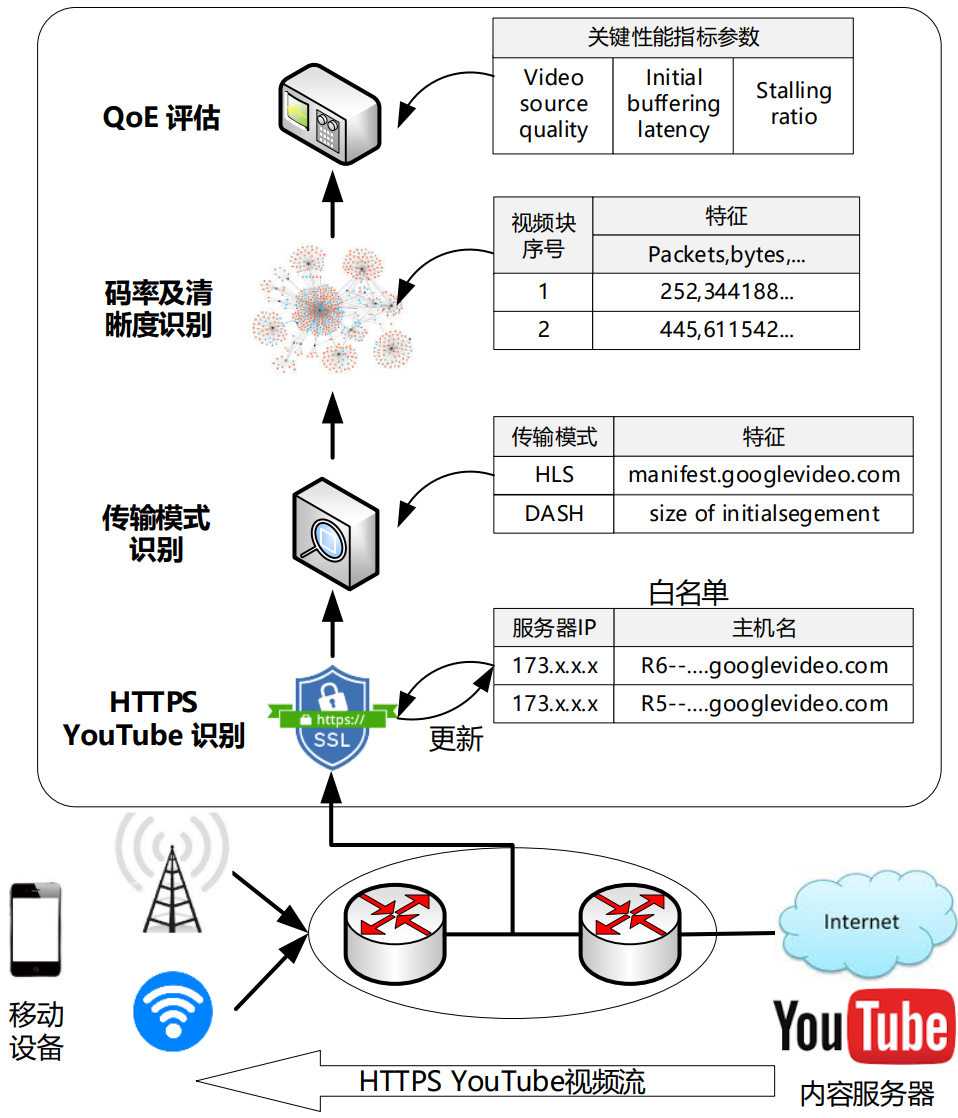 关键性能指标参数
Video
source
quality
Initial
buffering
latency
Stalling
ratio
QoE 评估
视频块
序号
特征
Packets,bytes,...
1
252,344188...
2
445,611542...
码率及清
晰度识别
传输模式
特征
HLS
manifest.googlevideo.com
DASH
size of initialsegement
传输模式
识别
白名单
服务器IP
主机名
173.x.x.x
R6--....googlevideo.com
173.x.x.x
R5--....googlevideo.com
HTTPS
YouTube 识别
https://
SSL
更新
Internet
移动
设备
YouTube
HTTPS YouTube视频流
内容服务器